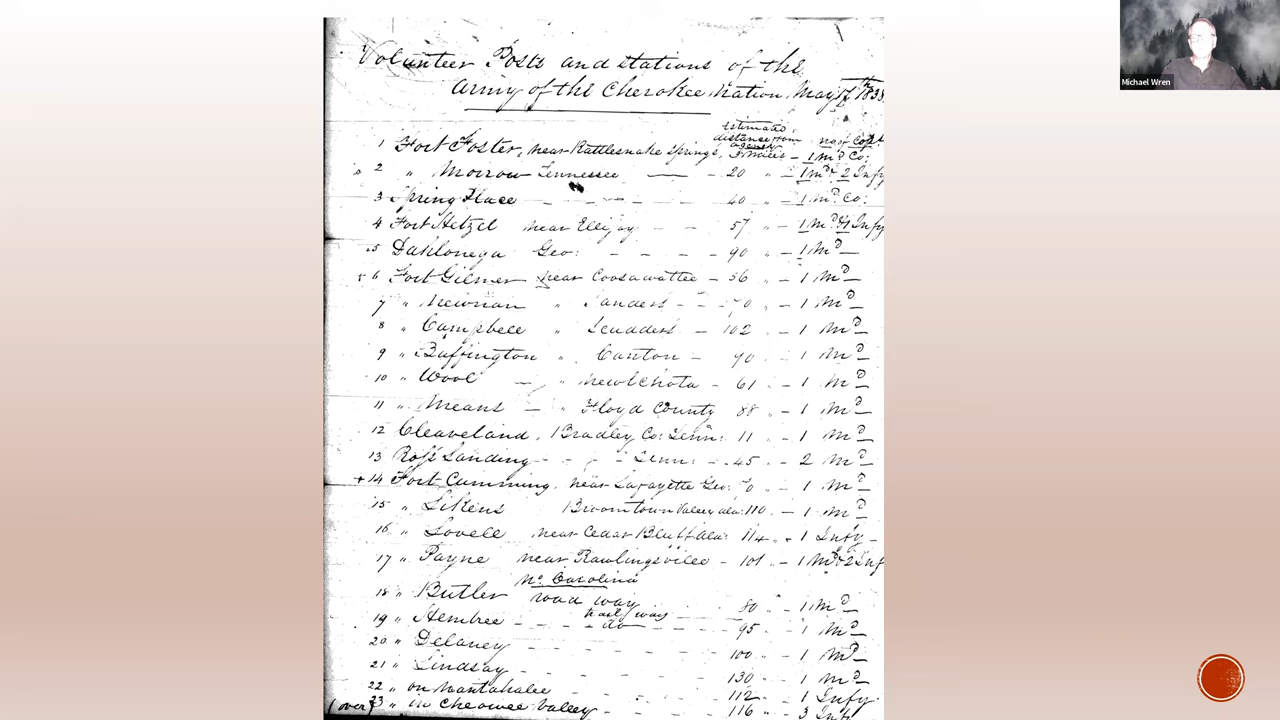 Michael Wren
Volunteer Posts and stations of the
Army of the Cherokee Nation, May 17th 1838
estimated distance from agency
no. of Cos.
1 Fort Foster, near Rattlesnake Springs, 3 miles – 1 md Co:
2 " Morrow Tennessee — 20 " – 1 md 2 Infy
3 Spring Place – – – – 40 " – 1 md. Co:
4 Fort Hetzel near Ellijay – – 57 " – 1 md & 1 Infy
5 Dahlonega Geo: – – – – 90 " – 1 Md
+ 6 Fort Gilmer near Coosawattee – 56 " – 1 Md
7 " Newnan " Sanders – – " – 1 Md
8 " Campbell " Scudders – 102 " – 1 Md
9 " Buffington " Canton – 90 " – 1 Md
10 " Wool — " New Echota – 61 " – 1 Md
11 " Means — " Floyd County 88 " – 1 Md
12 Cleaveland, Bradley Co: Tenn: 11 " – 1 Md
13 Ross Landing – – – Tenn: – 45 " – 2 Md
+ 14 Fort Cumming, near Lafayette Geo: " – 1 Md
15 " Likens Broomtown Valley ala: 110 " – 1 Md
16 " Lovell near Cedar Bluff Ala: 114 " 1 Infy –
17 " Payne near Rawlingsville – 101 " – 1 Md & 2 Inf
No. Carolina
18 " Butler 80 " – 1 Md
19 " Hembree – – – do – – 95 " – 1 Md
20 " Delaney – – – – 100 " – 1 Md
21 " Lindsay – – – – 130 " – 1 Md
22 " on Nantahalee – – – 112 " – 1 Infy
(over) 23 " in Cheowee Valley – – 116 " – 3 Infy